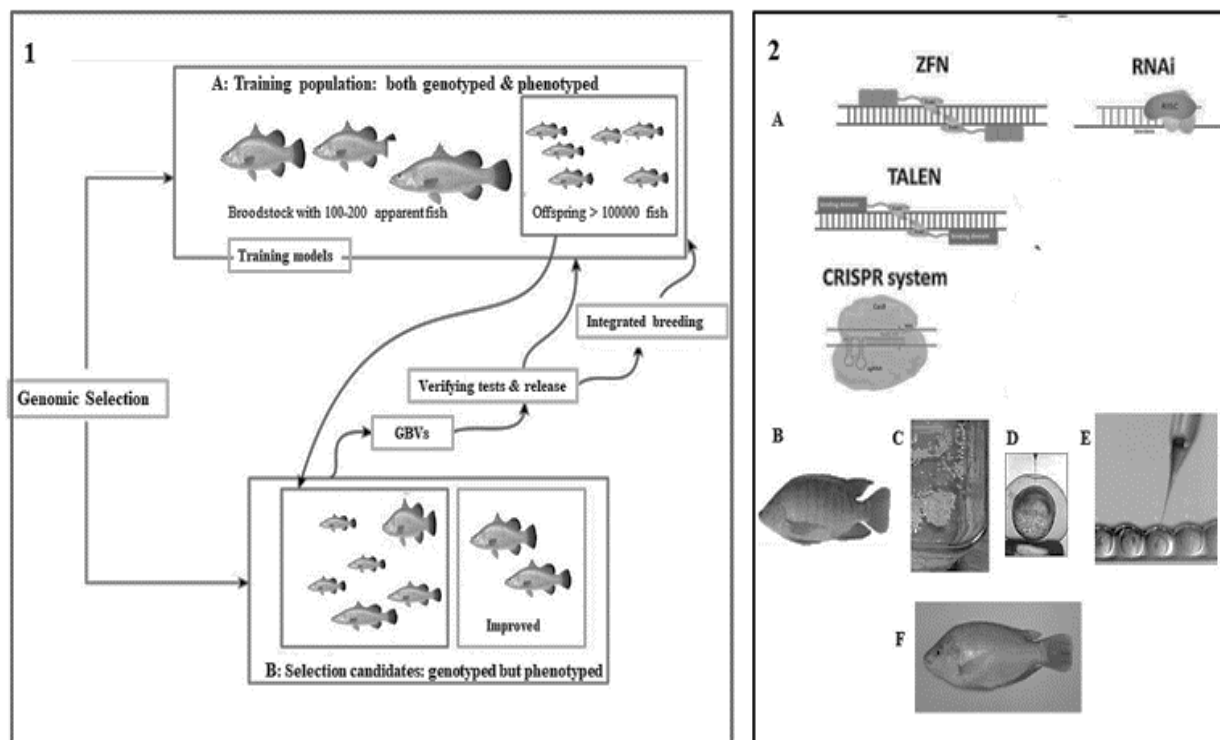 1
A: Training population: both genotyped & phenotyped
Broodstock with 100-200 apparent fish
Offspring > 100000 fish
Training models
Integrated breeding
Verifying tests & release
Genomic Selection
GBVs
Improved
B: Selection candidates: genotyped but phenotyped
2
ZFN
RNAi
A
RISC
TALEN
CRISPR system
B
C
D
E
F